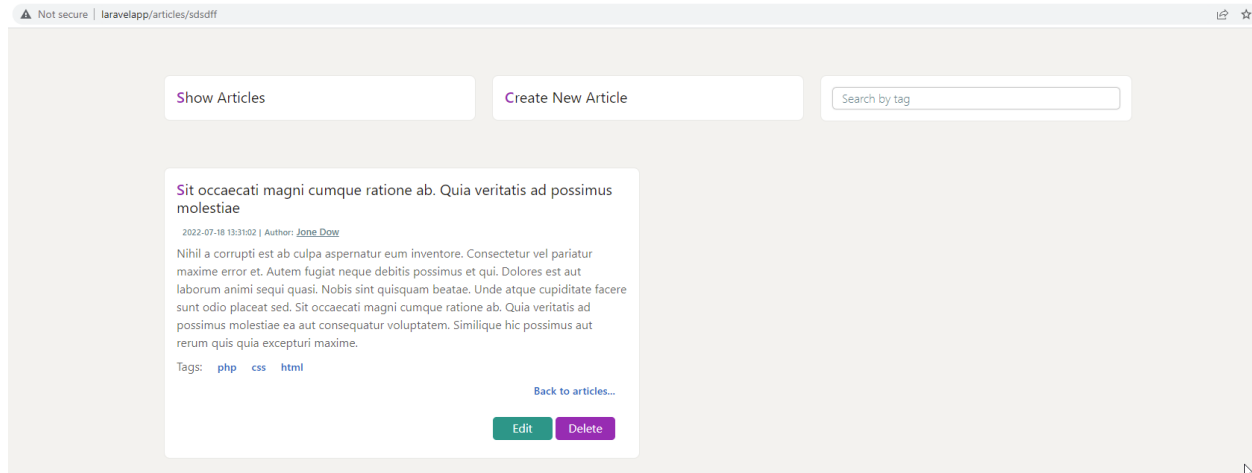 Not secure | laravelapp/articles/sdsdff
Show Articles
Create New Article
Search by tag
Sit occaecati magni cumque ratione ab. Quia veritatis ad possimus
molestiae
2022-07-18 13:31:02 | Author: Jone Dow
Nihil a corrupti est ab culpa aspernatur eum inventore. Consectetur vel pariatur
maxime error et. Autem fugiat neque debitis possimus et qui. Dolores est aut
laborum animi sequi quasi. Nobis sint quisquam beatae. Unde atque cupiditate facere
sunt odio placeat sed. Sit occaecati magni cumque ratione ab. Quia veritatis ad
possimus molestiae ea aut consequatur voluptatem. Similique hic possimus aut
rerum quis quia excepturi maxime.
Tags: php css html
Back to articles...
Edit Delete